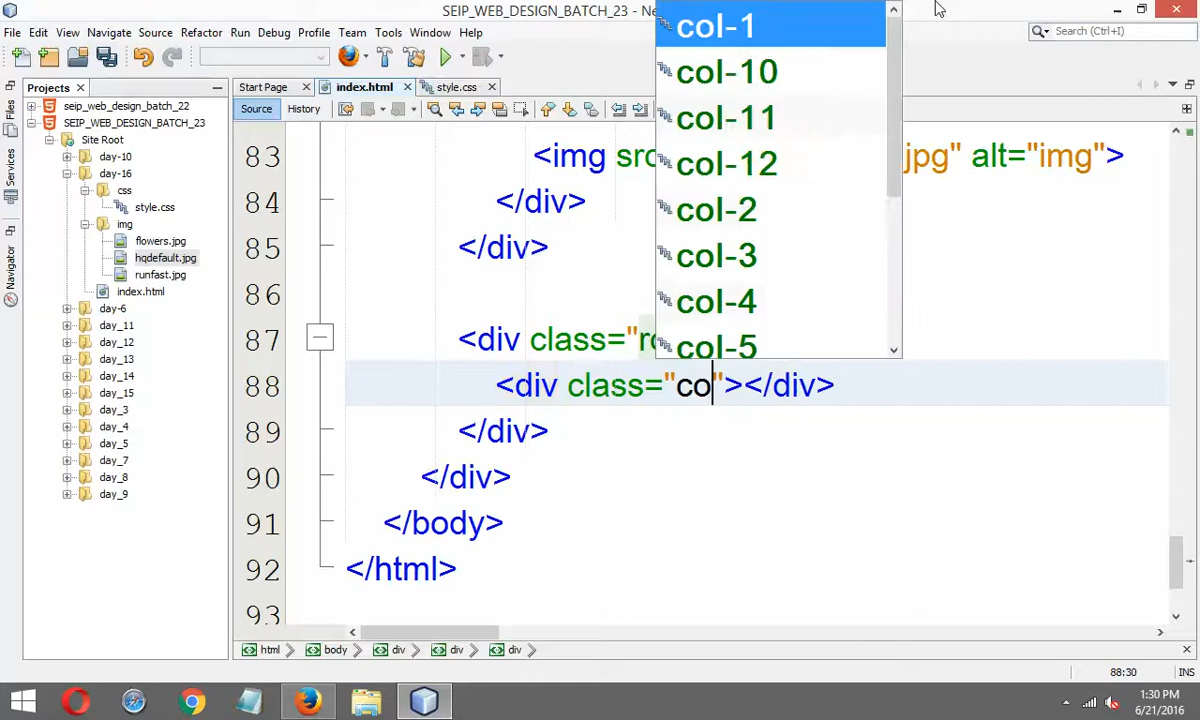 SEIP_WEB_DESIGN_BATCH_23 - Ne
File Edit View Navigate Source Refactor Run Debug Profile Team Tools Window Help
Search (Ctrl+I)
Projects
Start Page
index.html
style.css
Source History
Files
Services
Navigator
seip_web_design_batch_22
SEIP_WEB_DESIGN_BATCH_23
Site Root
day-10
day-16
css
style.css
img
flowers.jpg
hqdefault.jpg
runfast.jpg
index.html
day-6
day_11
day_12
day_13
day_14
day_15
day_3
day_4
day_5
day_7
day_8
day_9
col-1
col-10
col-11
col-12
col-2
col-3
col-4
col-5
83 <img src jpg" alt="img">
84 </div>
85 </div>
86
87 <div class="ro
88 <div class="co"></div>
89 </div>
90 </div>
91 </body>
92 </html>
93
html body div div div
88:30 INS
1:30 PM
6/21/2016